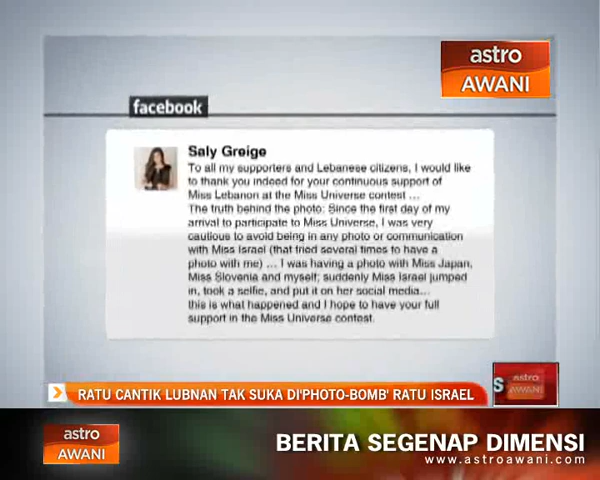 astro
AWANI
facebook
Saly Greige
To all my supporters and Lebanese citizens, I would like
to thank you indeed for your continuous support of
Miss Lebanon at the Miss Universe contest ...
The truth behind the photo: Since the first day of my
arrival to participate to Miss Universe, I was very
cautious to avoid being in any photo or communication
with Miss Israel (that tried several times to have a
photo with me) ... I was having a photo with Miss Japan,
Miss Slovenia and myself; suddenly Miss Israel jumped
in, took a selfie, and put it on her social media...
this is what happened and I hope to have your full
support in the Miss Universe contest.
RATU CANTIK LUBNAN TAK SUKA DI'PHOTO-BOMB' RATU ISRAEL
S astro AWANI
astro
AWANI
BERITA SEGENAP DIMENSI
www.astroawani.com